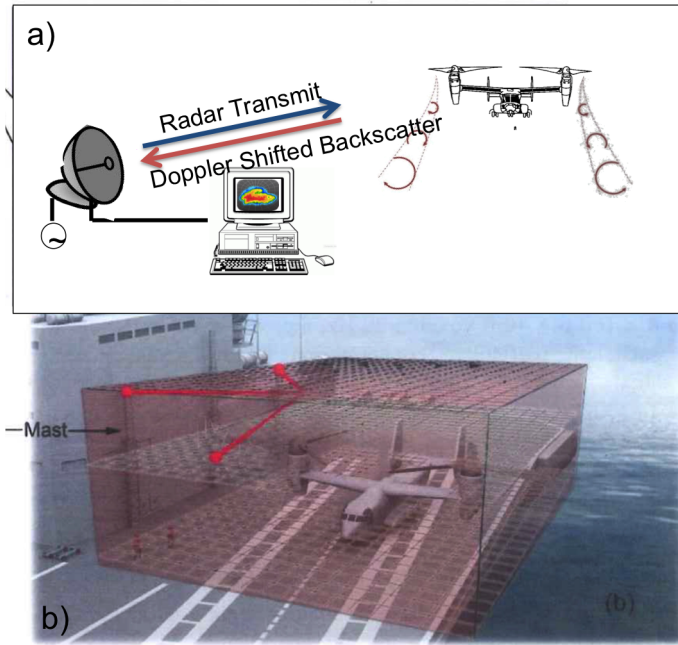 a)
Radar Transmit
Doppler Shifted Backscatter
~
Mast
b)
(b)